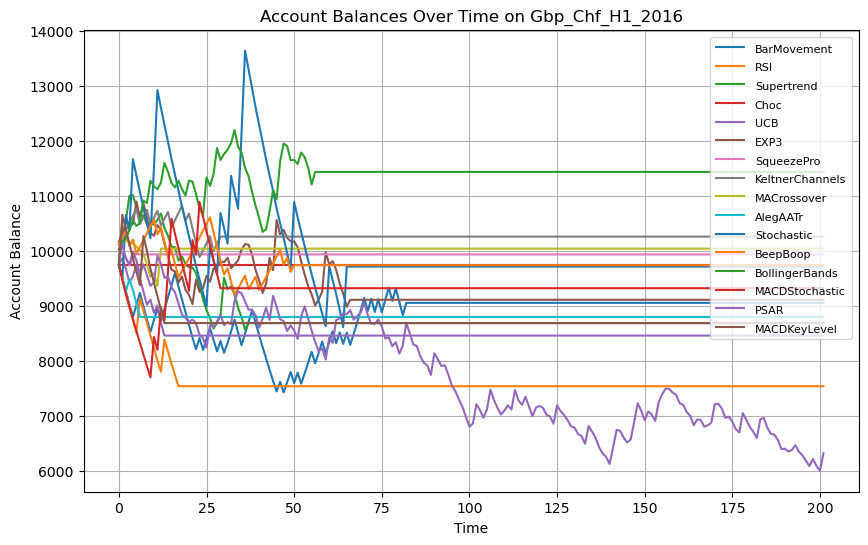 Account Balances Over Time on Gbp_Chf_H1_2016
Account Balance
14000
13000
12000
11000
10000
9000
8000
7000
6000
BarMovement
RSI
Supertrend
Choc
UCB
EXP3
SqueezePro
KeltnerChannels
MACrossover
AlegAATr
Stochastic
BeepBoop
BollingerBands
MACDStochastic
PSAR
MACDKeyLevel
0 25 50 75 100 125 150 175 200
Time